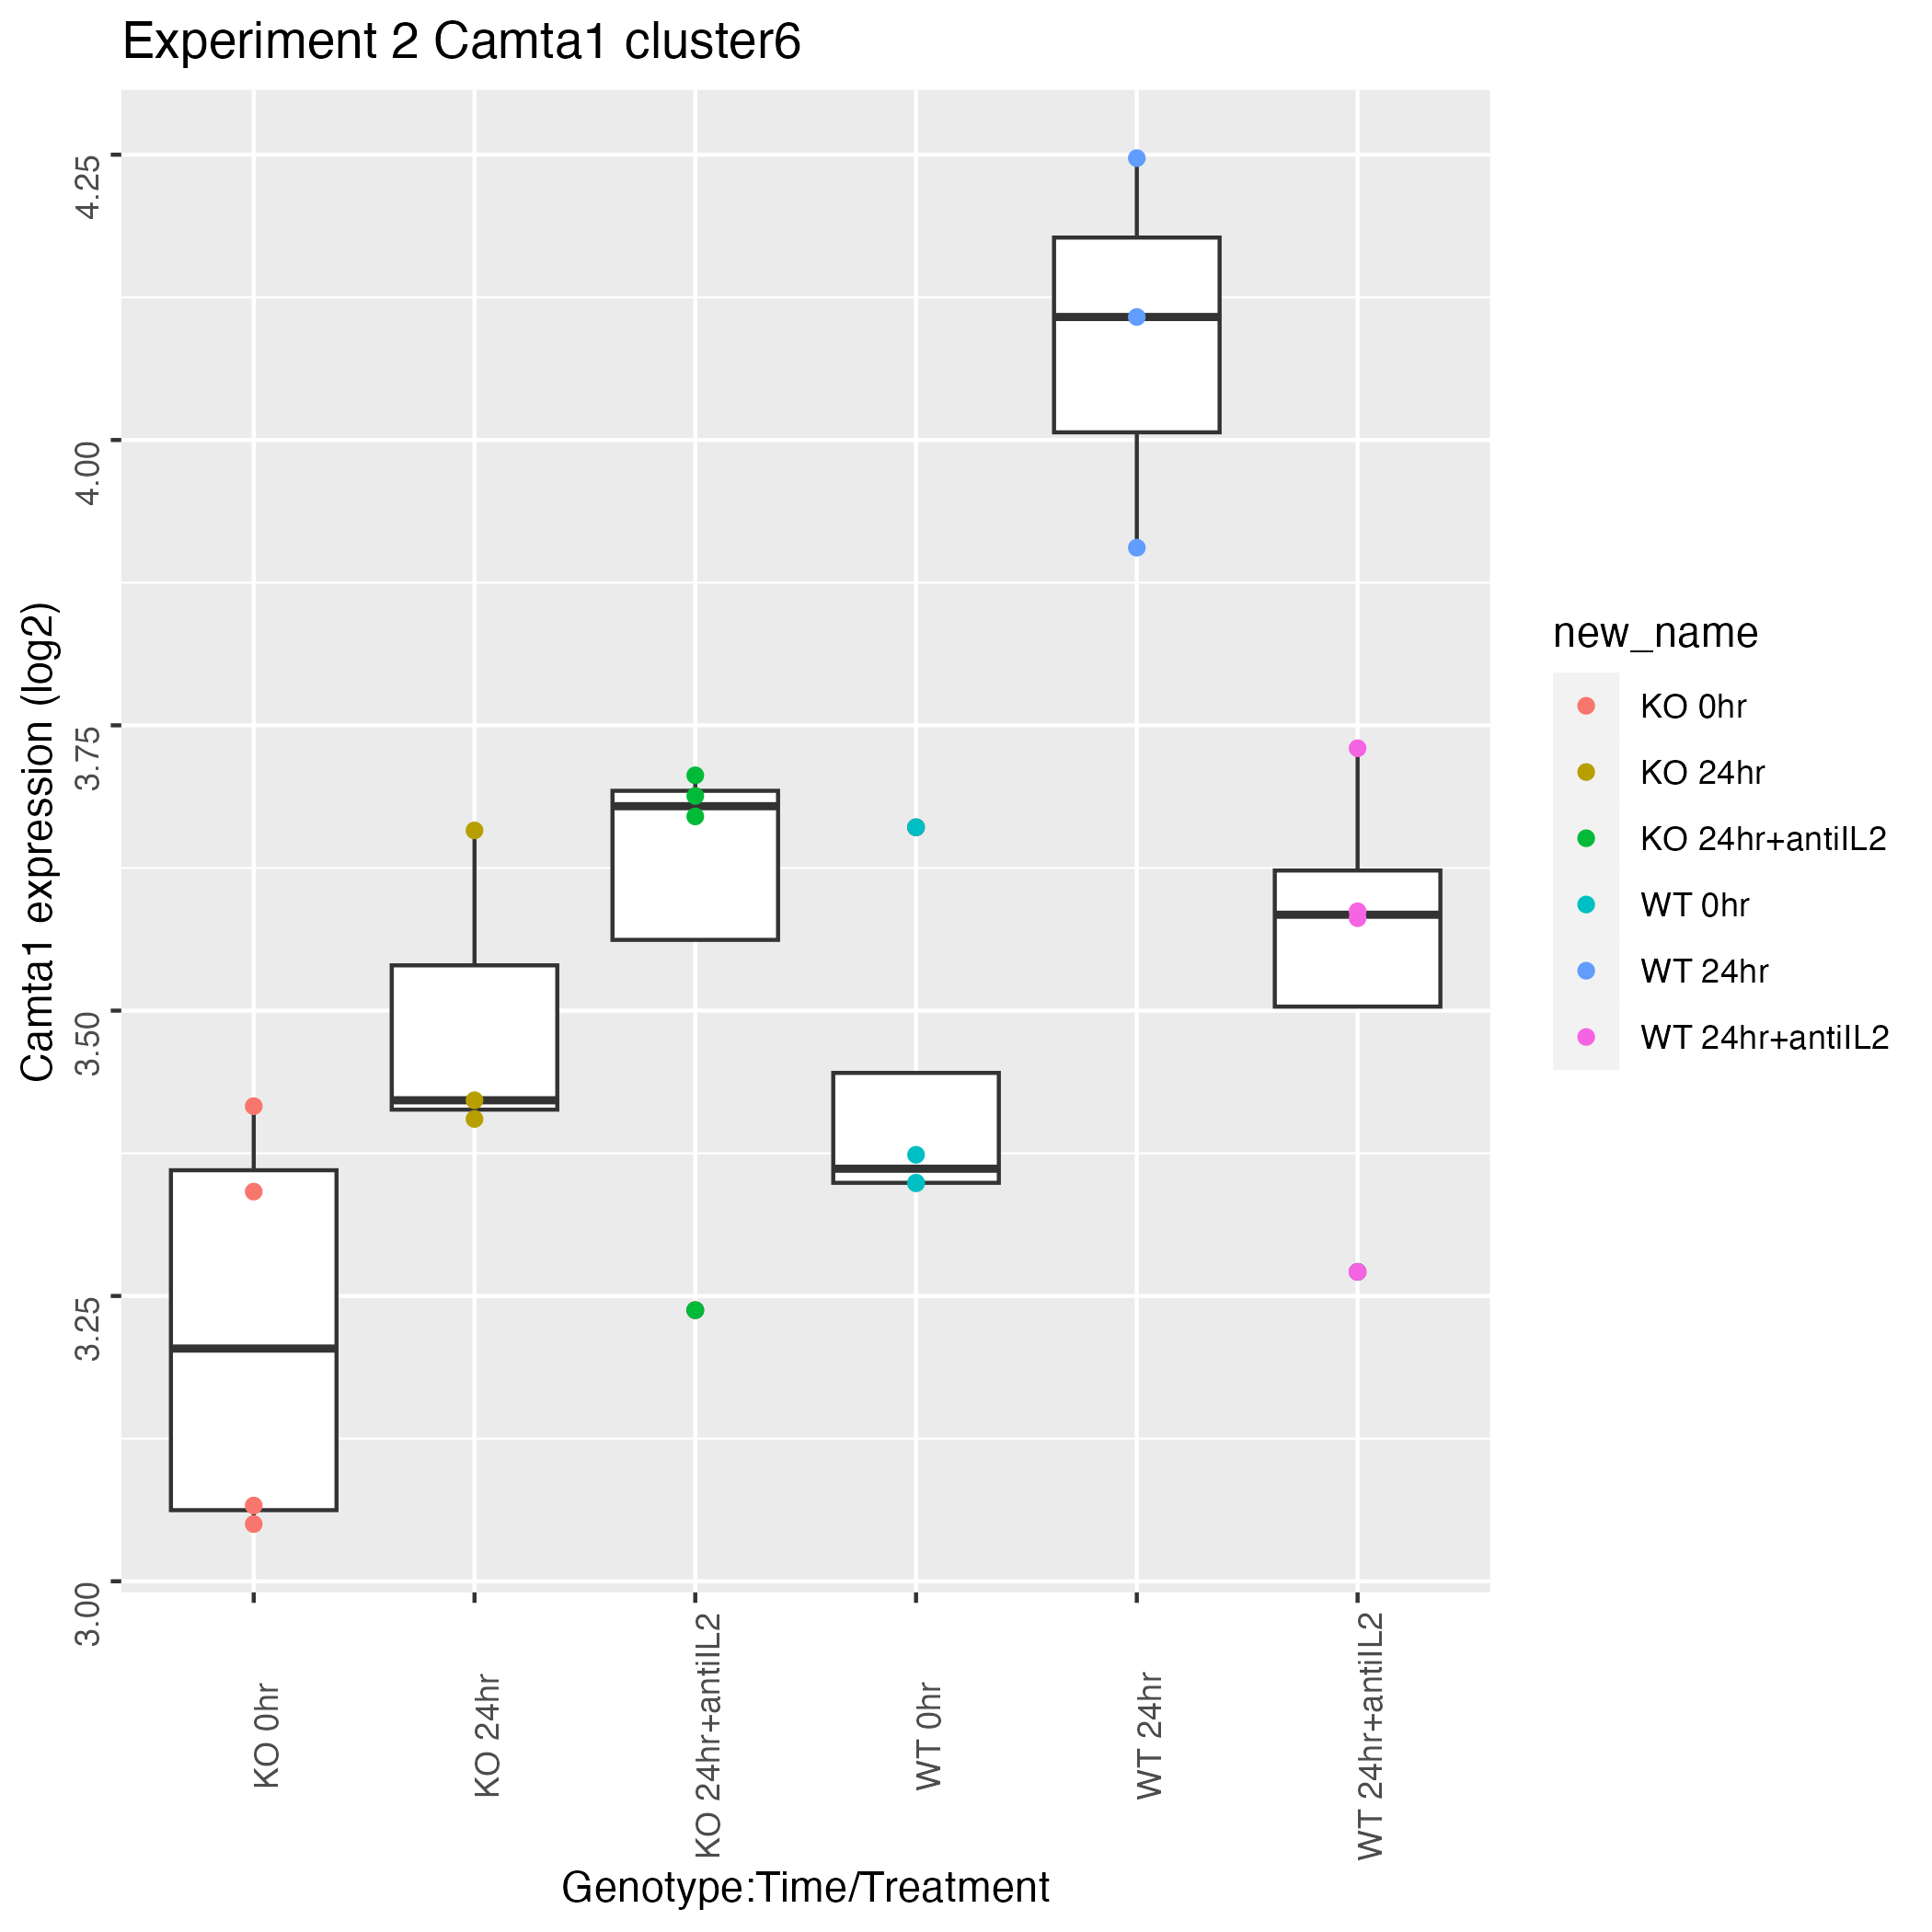 Experiment 2 Camta1 cluster6
Camta1 expression (log2)
4.25
4.00
3.75
3.50
3.25
3.00
KO 0hr
KO 24hr
KO 24hr+antiIL2
WT 0hr
WT 24hr
WT 24hr+antiIL2
Genotype:Time/Treatment
new_name
KO 0hr
KO 24hr
KO 24hr+antiIL2
WT 0hr
WT 24hr
WT 24hr+antiIL2